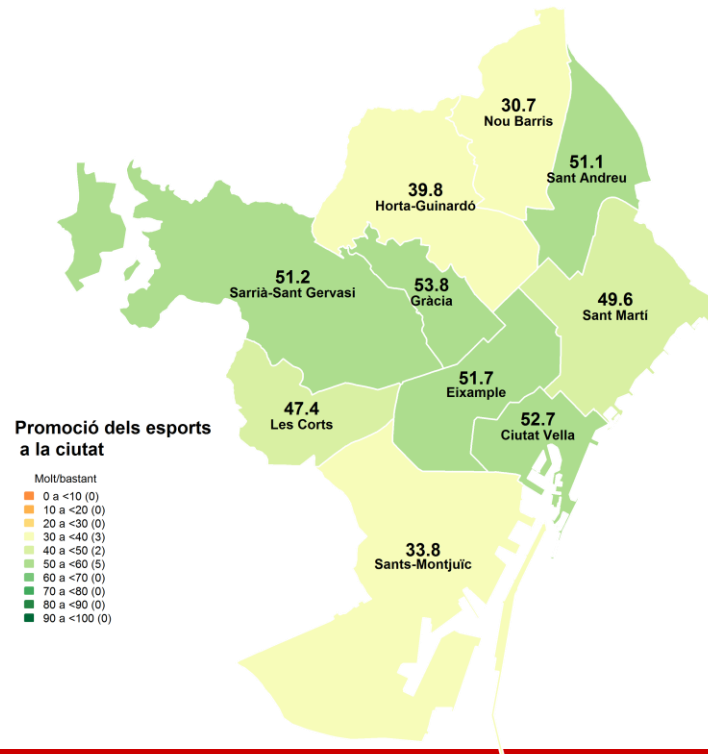 30.7
Nou Barris
51.1
Sant Andreu
39.8
Horta-Guinardó
51.2
Sarrià-Sant Gervasi
53.8
Gràcia
49.6
Sant Martí
51.7
Eixample
47.4
Les Corts
52.7
Ciutat Vella
33.8
Sants-Montjuïc
Promoció dels esports
a la ciutat
Molt/bastant
0 a <10 (0)
10 a <20 (0)
20 a <30 (0)
30 a <40 (3)
40 a <50 (2)
50 a <60 (5)
60 a <70 (0)
70 a <80 (0)
80 a <90 (0)
90 a <100 (0)